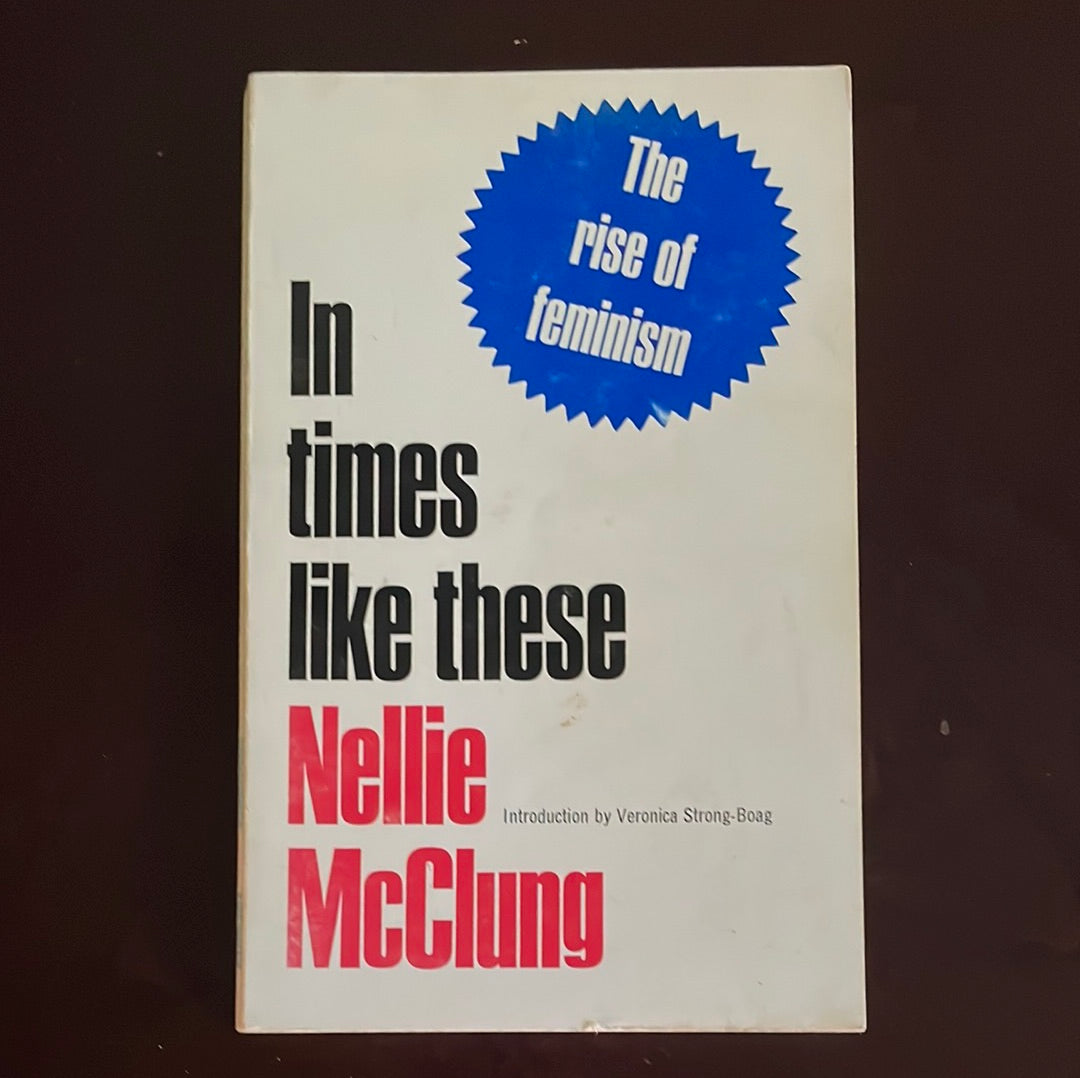 The
rise of
feminism
In
times
like these
Nellie
Introduction by Veronica Strong-Boag
McClung